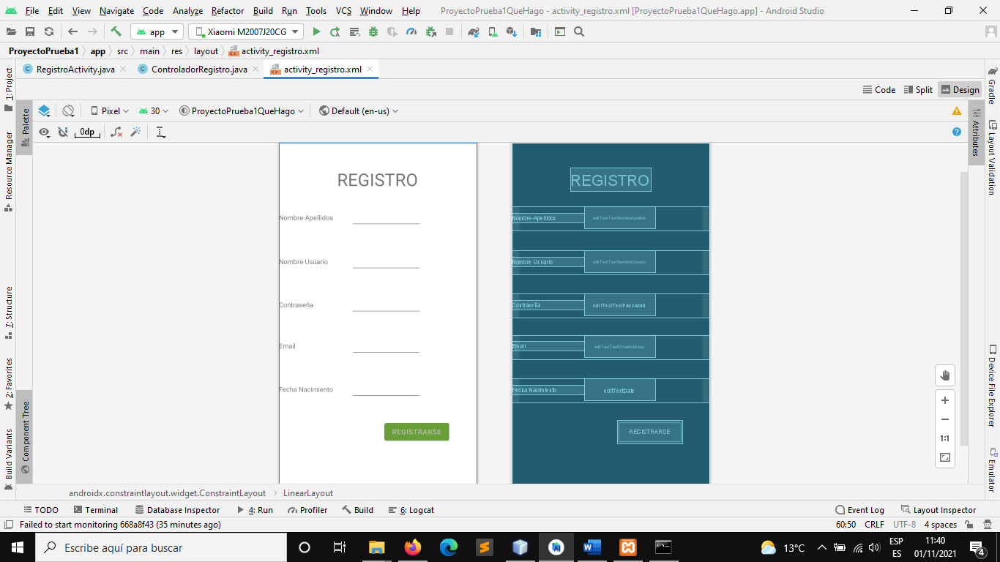 File Edit View Navigate Code Analyze Refactor Build Run Tools VCS Window Help ProyectoPrueba1QueHago - activity_registro.xml [ProyectoPrueba1QueHago.app] - Android Studio
app Xiaomi M2007J20CG
ProyectoPrueba1 app src main res layout activity_registro.xml
RegistroActivity.java ControladorRegistro.java activity_registro.xml
Code Split Design
Pixel 30 ProyectoPrueba1QueHago Default (en-us)
0dp
1: Project
Resource Manager
7: Structure
2: Favorites
Build Variants
Palette
Component Tree
REGISTRO
Nombre-Apellidos
Nombre Usuario
Contraseña
Email
Fecha Nacimiento
REGISTRARSE
REGISTRO
Nombre-Apellidos editTextTextNombreApellido
Nombre Usuario editTextTextNombreUsuario
Contraseña editTextTextPassword
Email editTextTextEmailAddress
Fecha Nacimiento editTextDate
REGISTRARSE
1:1
Attributes
Gradle
Layout Validation
Device File Explorer
Emulator
androidx.constraintlayout.widget.ConstraintLayout LinearLayout
TODO Terminal Database Inspector 4: Run Profiler Build 6: Logcat Event Log Layout Inspector
Failed to start monitoring 668a8f43 (35 minutes ago) 60:50 CRLF UTF-8 4 spaces
Escribe aquí para buscar
13°C
ESP
ES
11:40
01/11/2021
4